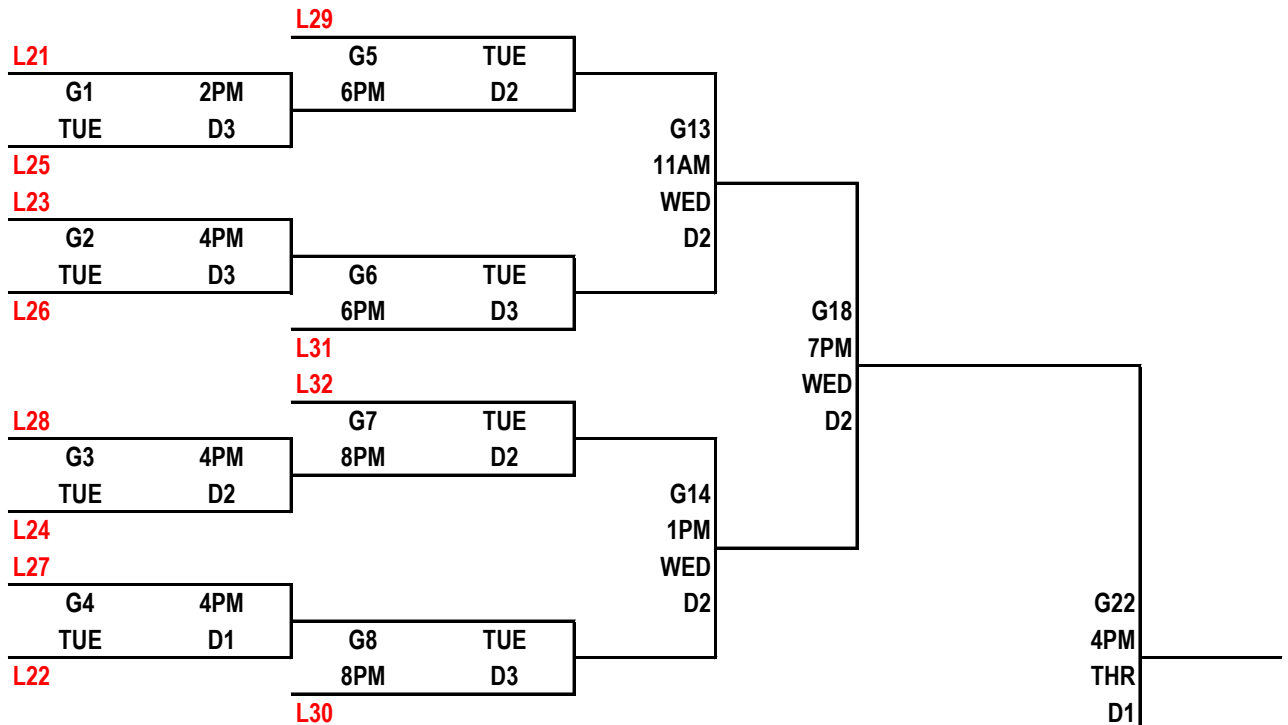 L29
L21
G5 TUE
G1 2PM
6PM D2
TUE D3
G13
L25
11AM
L23
WED
G2 4PM
D2
TUE D3
G6 TUE
L26
6PM D3
G18
L31
7PM
L32
WED
L28
G7 TUE
D2
G3 4PM
8PM D2
TUE D2
G14
L24
1PM
L27
WED
G4 4PM
D2
G22
TUE D1
G8 TUE
4PM
L22
8PM D3
THR
L30
D1